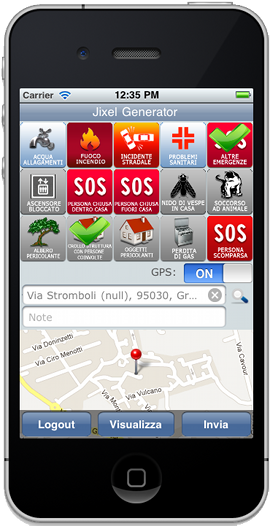 Carrier 12:35 PM
Jixel Generator
ACQUA ALLAGAMENTI
FUOCO INCENDIO
INCIDENTE STRADALE
PROBLEMI SANITARI
ALTRE EMERGENZE
ASCENSORE BLOCCATO
SOS PERSONA CHIUSA DENTRO CASA
SOS PERSONA CHIUSA FUORI CASA
NIDO DI VESPE IN CASA
SOCCORSO AD ANIMALE
ALBERO PERICOLANTE
CROLLO STRUTTURA CON PERSONE COINVOLTE
OGGETTI PERICOLANTI
PERDITA DI GAS
SOS PERSONA SCOMPARSA
GPS: ON
Via Stromboli (null), 95030, Gr...
Note
Via Donnizetti
Via Ciro Menotti
Via Vulcano
Via Cavour
Logout
Visualizza
Invia